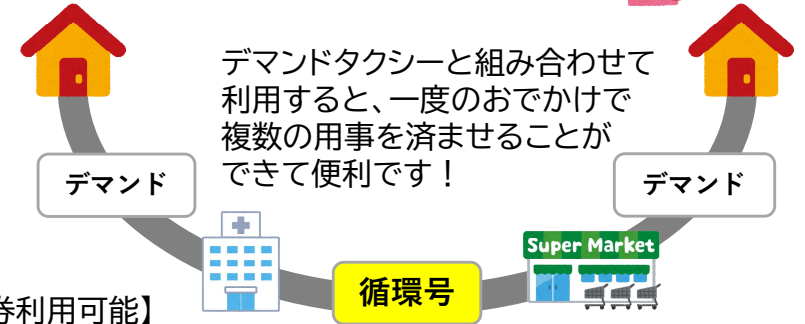 デマンドタクシーと組み合わせて
利用すると、一度のおでかけで
複数の用事を済ませることが
できて便利です！
デマンド
デマンド
Super Market
循環号
券利用可能】